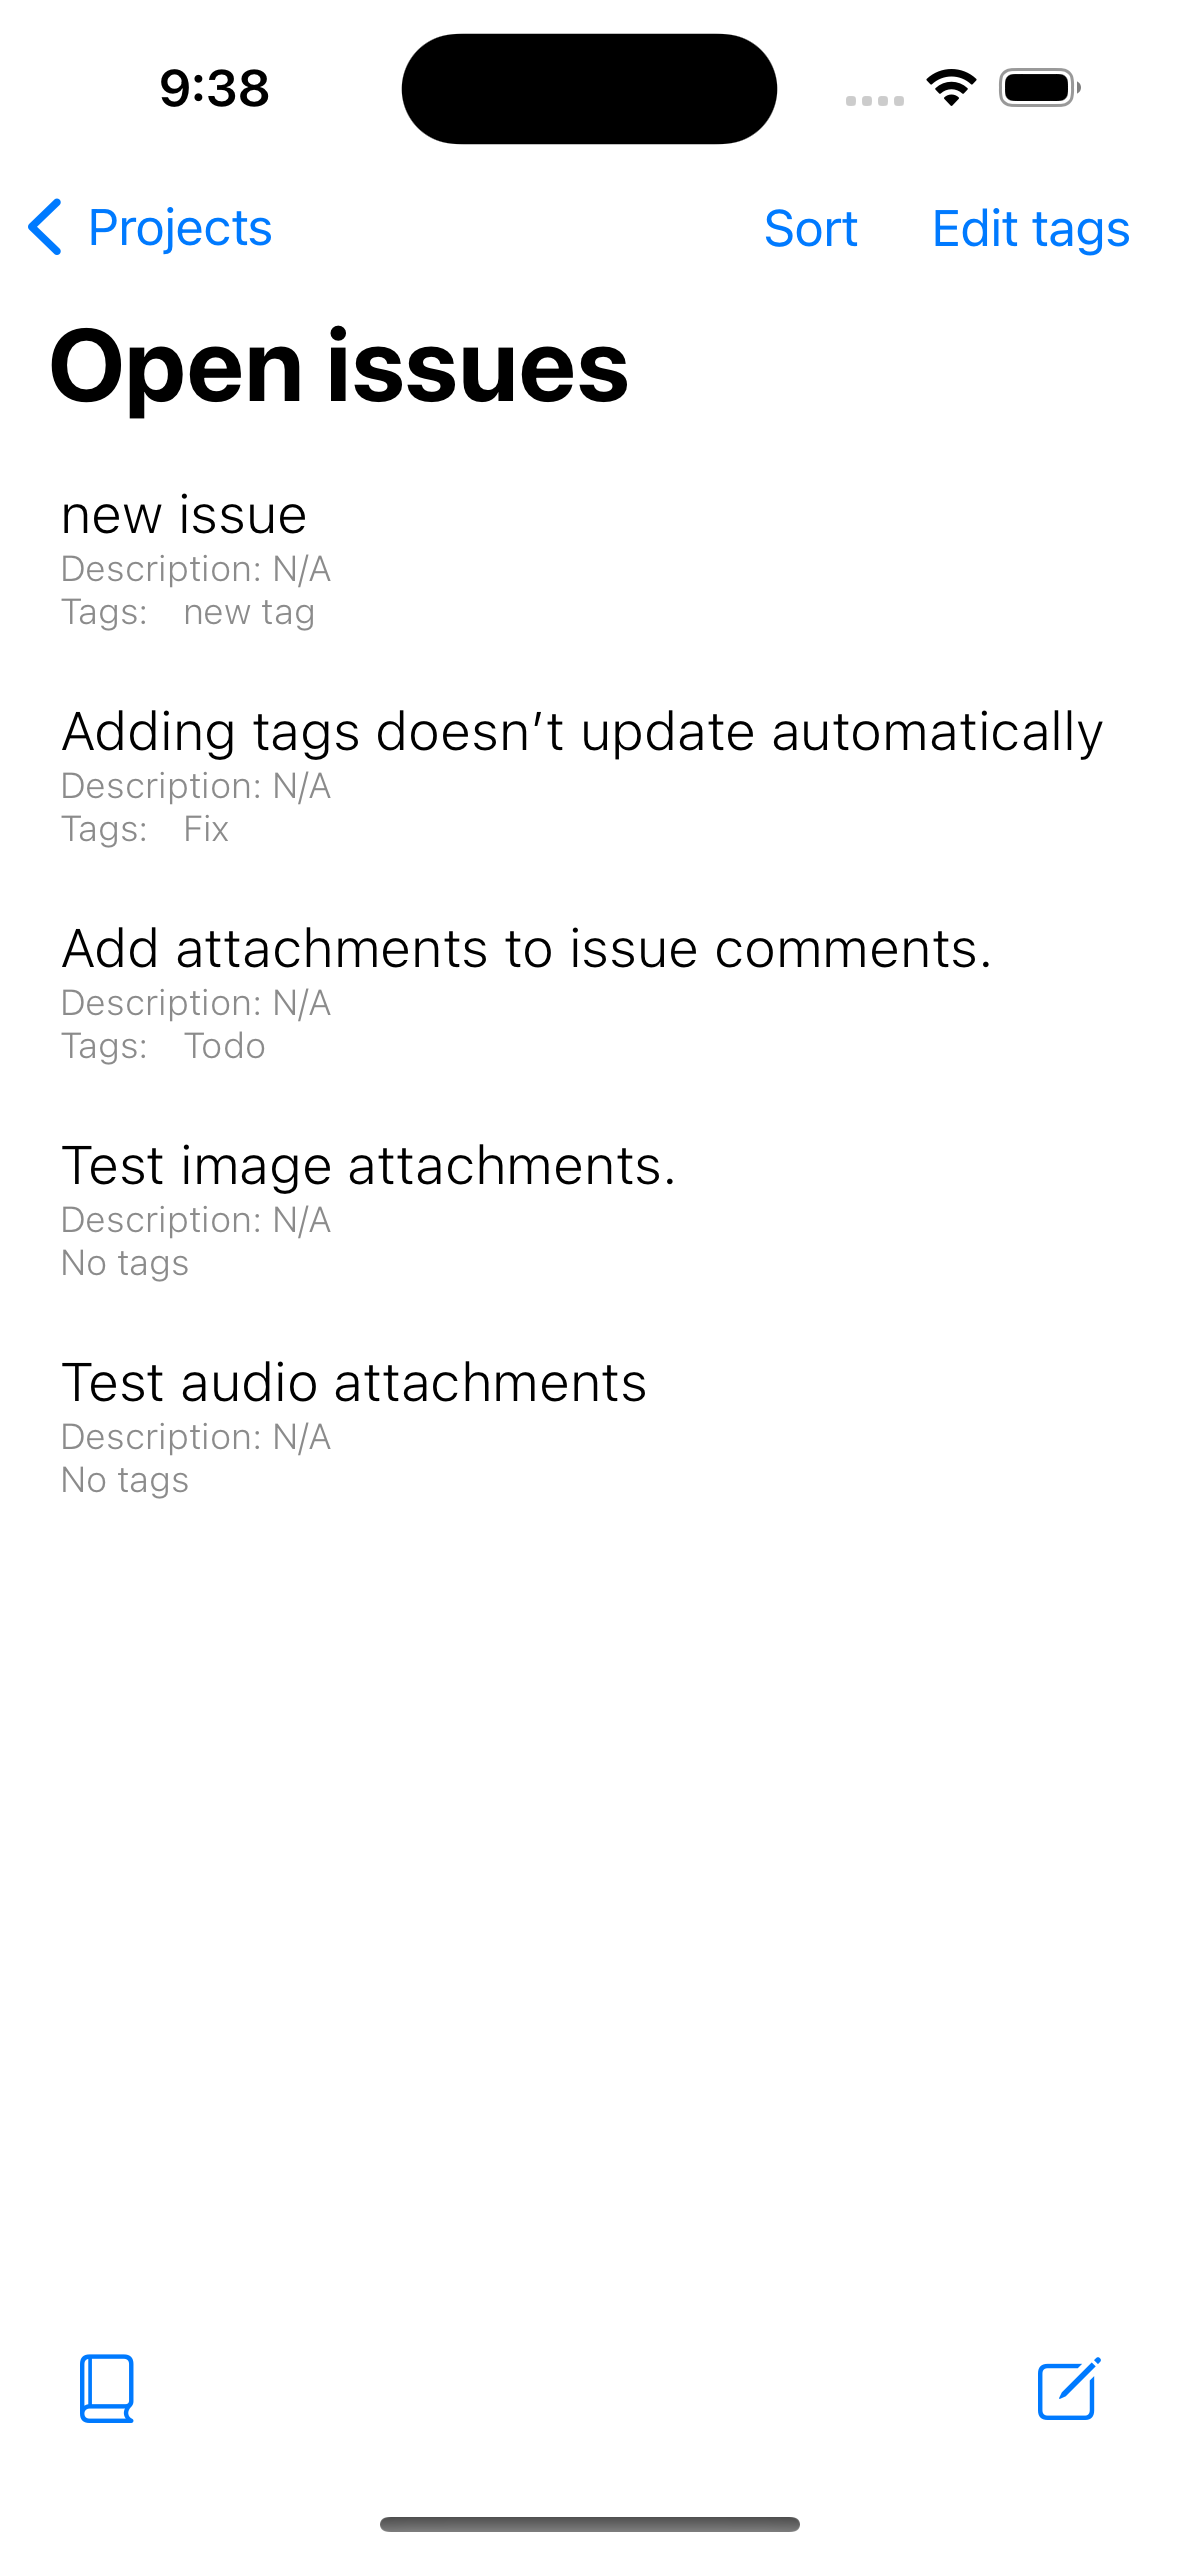 9:38
Projects Sort Edit tags
Open issues
new issue
Description: N/A
Tags: new tag
Adding tags doesn’t update automatically
Description: N/A
Tags: Fix
Add attachments to issue comments.
Description: N/A
Tags: Todo
Test image attachments.
Description: N/A
No tags
Test audio attachments
Description: N/A
No tags